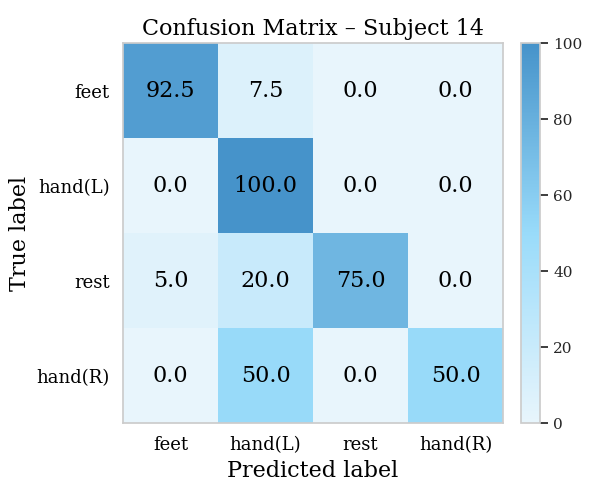 Confusion Matrix – Subject 14
feet 92.5 7.5 0.0 0.0
hand(L) 0.0 100.0 0.0 0.0
rest 5.0 20.0 75.0 0.0
hand(R) 0.0 50.0 0.0 50.0
feet hand(L) rest hand(R)
Predicted label
True label
100
80
60
40
20
0